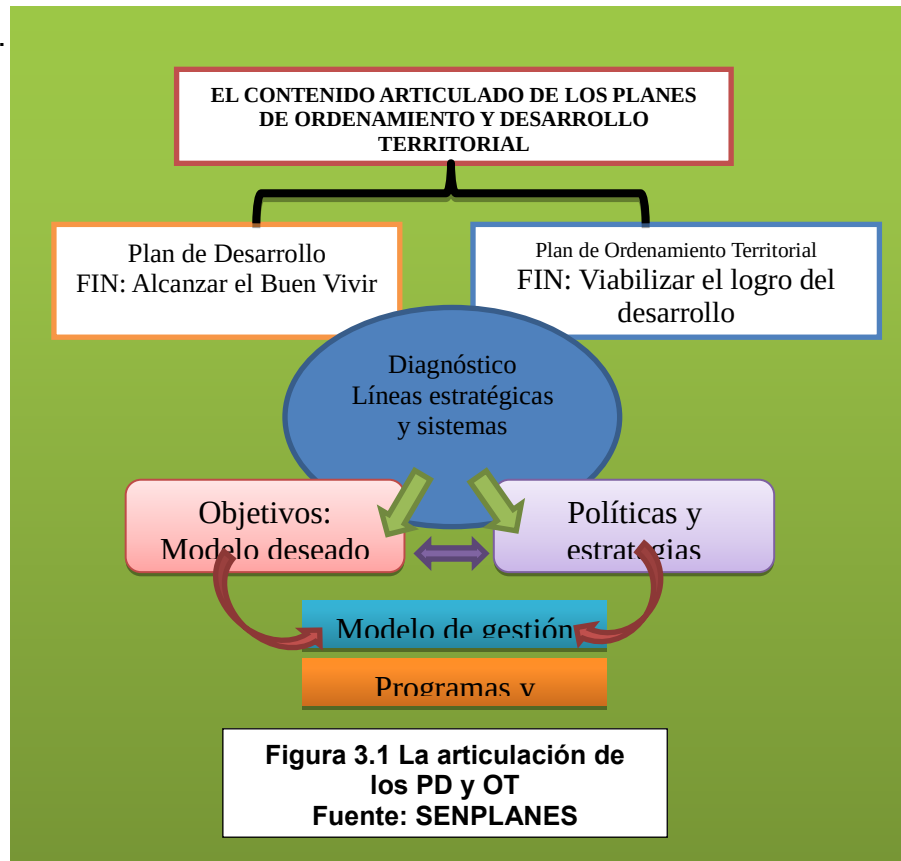 .
EL CONTENIDO ARTICULADO DE LOS PLANES
DE ORDENAMIENTO Y DESARROLLO
TERRITORIAL
Plan de Desarrollo
FIN: Alcanzar el Buen Vivir
Plan de Ordenamiento Territorial
FIN: Viabilizar el logro del
desarrollo
Diagnóstico
Líneas estratégicas
y sistemas
Objetivos:
Modelo deseado
Políticas y
estrategias
Modelo de gestión
Programas y
Figura 3.1 La articulación de
los PD y OT
Fuente: SENPLANES